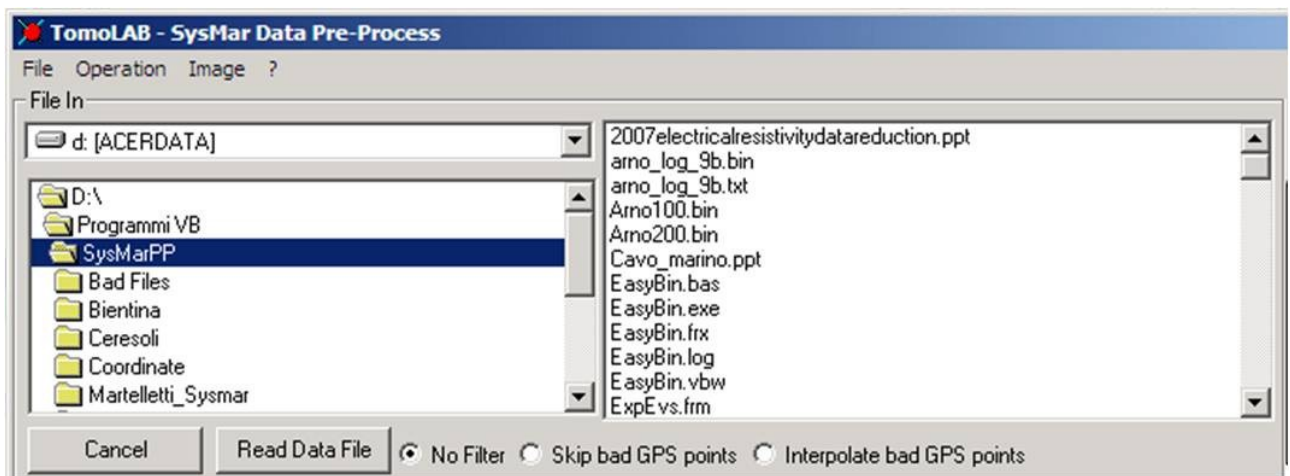 TomoLAB - SysMar Data Pre-Process
File Operation Image ?
File In
d: [ACERDATA]
D:\
Programmi VB
SysMarPP
Bad Files
Bientina
Ceresoli
Coordinate
Martelletti_Sysmar
2007electricalresistivitydatareduction.ppt
arno_log_9b.bin
arno_log_9b.txt
Arno100.bin
Arno200.bin
Cavo_marino.ppt
EasyBin.bas
EasyBin.exe
EasyBin.frx
EasyBin.log
EasyBin.vbw
ExpEvs.frm
Cancel Read Data File No Filter Skip bad GPS points Interpolate bad GPS points